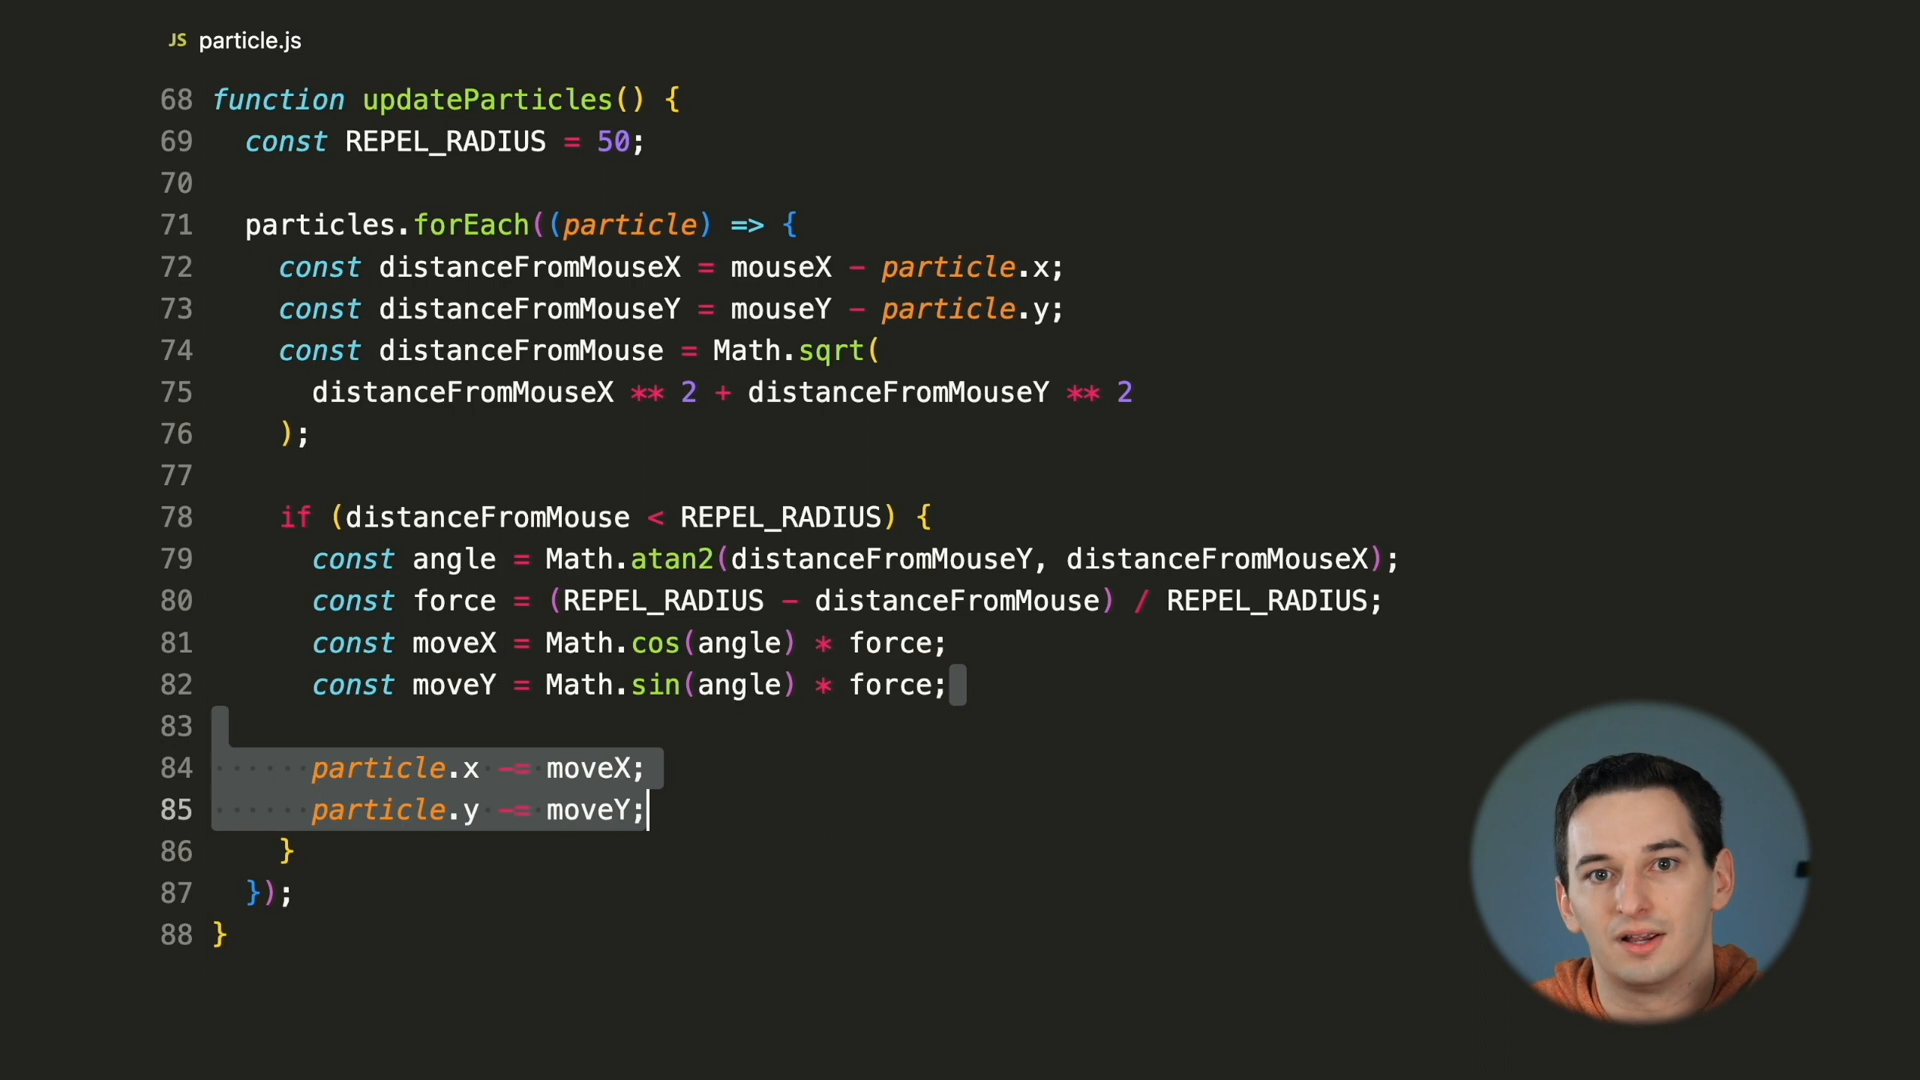 JS particle.js
68 function updateParticles() {
69   const REPEL_RADIUS = 50;
70
71   particles.forEach((particle) => {
72     const distanceFromMouseX = mouseX - particle.x;
73     const distanceFromMouseY = mouseY - particle.y;
74     const distanceFromMouse = Math.sqrt(
75       distanceFromMouseX ** 2 + distanceFromMouseY ** 2
76     );
77
78     if (distanceFromMouse < REPEL_RADIUS) {
79       const angle = Math.atan2(distanceFromMouseY, distanceFromMouseX);
80       const force = (REPEL_RADIUS - distanceFromMouse) / REPEL_RADIUS;
81       const moveX = Math.cos(angle) * force;
82       const moveY = Math.sin(angle) * force;
83
84       particle.x -= moveX;
85       particle.y -= moveY;
86     }
87   });
88 }